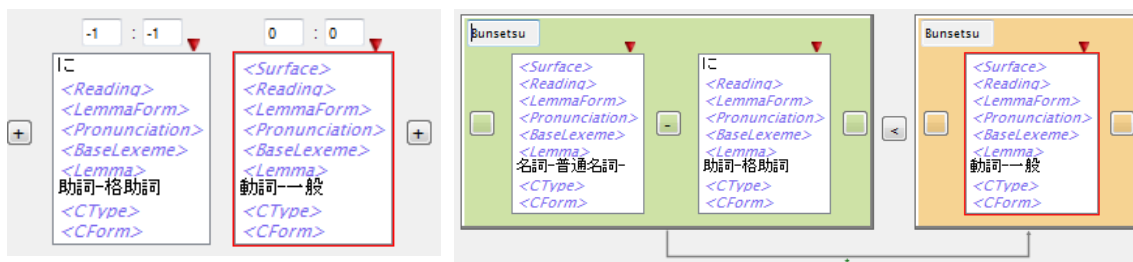 -1 : -1
に
<Reading>
<LemmaForm>
<Pronunciation>
<BaseLexeme>
<Lemma>
助詞-格助詞
<CType>
<CForm>
+
0 : 0
<Surface>
<Reading>
<LemmaForm>
<Pronunciation>
<BaseLexeme>
<Lemma>
動詞-一般
<CType>
<CForm>
+
Bunsetsu
<Surface>
<Reading>
<LemmaForm>
<Pronunciation>
<BaseLexeme>
<Lemma>
名詞-普通名詞-
<CType>
<CForm>
-
に
<Reading>
<LemmaForm>
<Pronunciation>
<BaseLexeme>
<Lemma>
助詞-格助詞
<CType>
<CForm>
<
Bunsetsu
<Surface>
<Reading>
<LemmaForm>
<Pronunciation>
<BaseLexeme>
<Lemma>
動詞-一般
<CType>
<CForm>